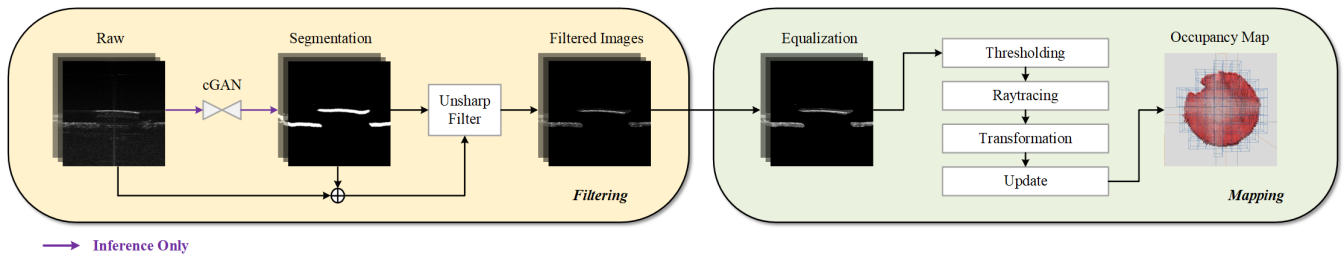 Raw
Segmentation
Filtered Images
cGAN
Unsharp
Filter
Filtering
Equalization
Thresholding
Raytracing
Transformation
Update
Occupancy Map
Mapping
Inference Only